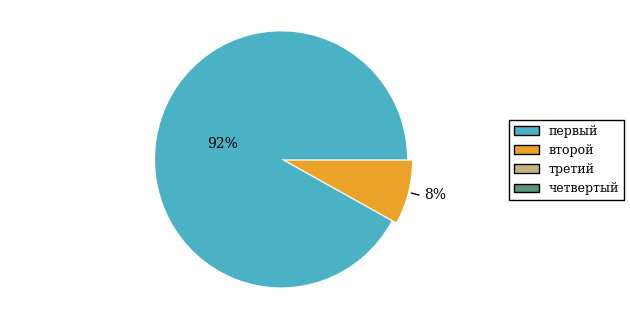 92%
8%
первый
второй
третий
четвертый